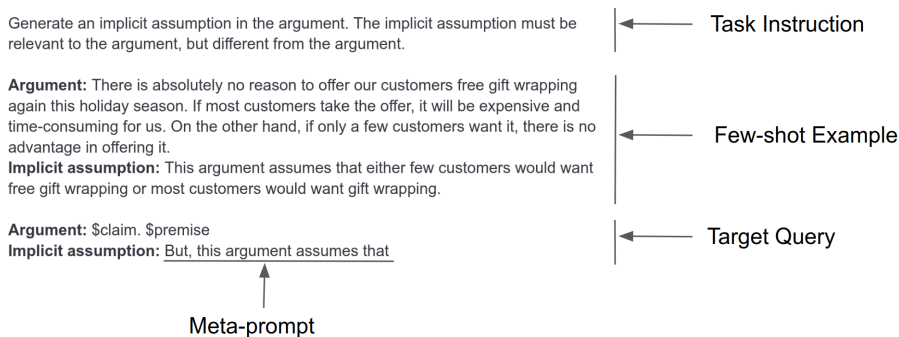 Generate an implicit assumption in the argument. The implicit assumption must be
relevant to the argument, but different from the argument.
Task Instruction
Argument: There is absolutely no reason to offer our customers free gift wrapping
again this holiday season. If most customers take the offer, it will be expensive and
time-consuming for us. On the other hand, if only a few customers want it, there is no
advantage in offering it.
Implicit assumption: This argument assumes that either few customers would want
free gift wrapping or most customers would want gift wrapping.
Few-shot Example
Argument: $claim. $premise
Implicit assumption: But, this argument assumes that
Target Query
Meta-prompt